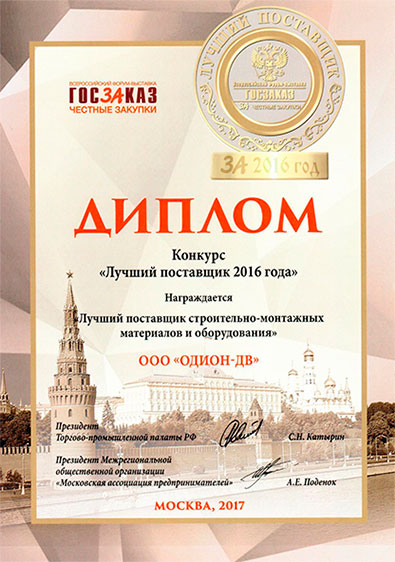 ВСЕРОССИЙСКИЙ ФОРУМ-ВЫСТАВКА
ГОСЗАКАЗ
ЧЕСТНЫЕ ЗАКУПКИ
ЛУЧШИЙ ПОСТАВЩИК
Всероссийский форум-выставка
ГОСЗАКАЗ
ЗА ЧЕСТНЫЕ ЗАКУПКИ
ЗА 2016 год
ДИПЛОМ
Конкурс
«Лучший поставщик 2016 года»
Награждается
«Лучший поставщик строительно-монтажных
материалов и оборудования»
ООО «ОДИОН-ДВ»
Президент
Торгово-промышленной палаты РФ
С.Н. Катырин
Президент Межрегиональной
общественной организации
«Московская ассоциация предпринимателей»
А.Е. Поденок
МОСКВА, 2017